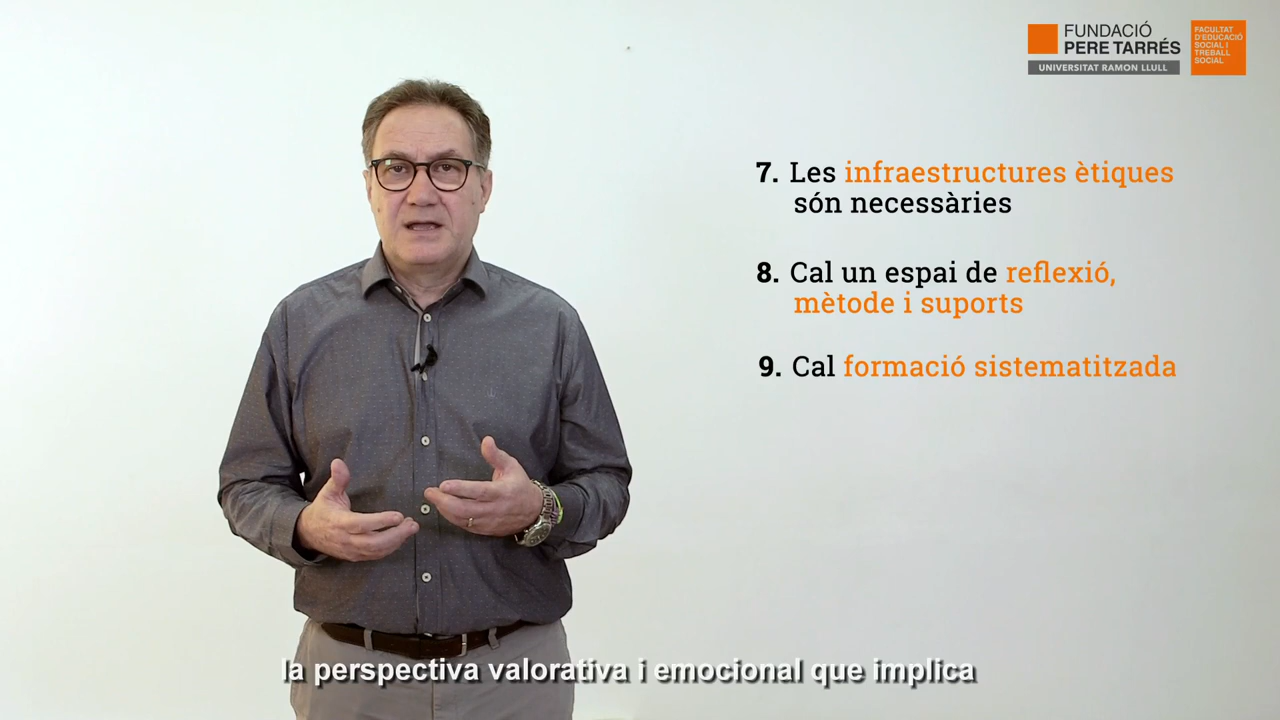 FUNDACIÓ
PERE TARRÉS
UNIVERSITAT RAMON LLULL
FACULTAT
D'EDUCACIÓ
SOCIAL I
TREBALL
SOCIAL
7. Les infraestructures ètiques
són necessàries
8. Cal un espai de reflexió,
mètode i suports
9. Cal formació sistematitzada
la perspectiva valorativa i emocional que implica